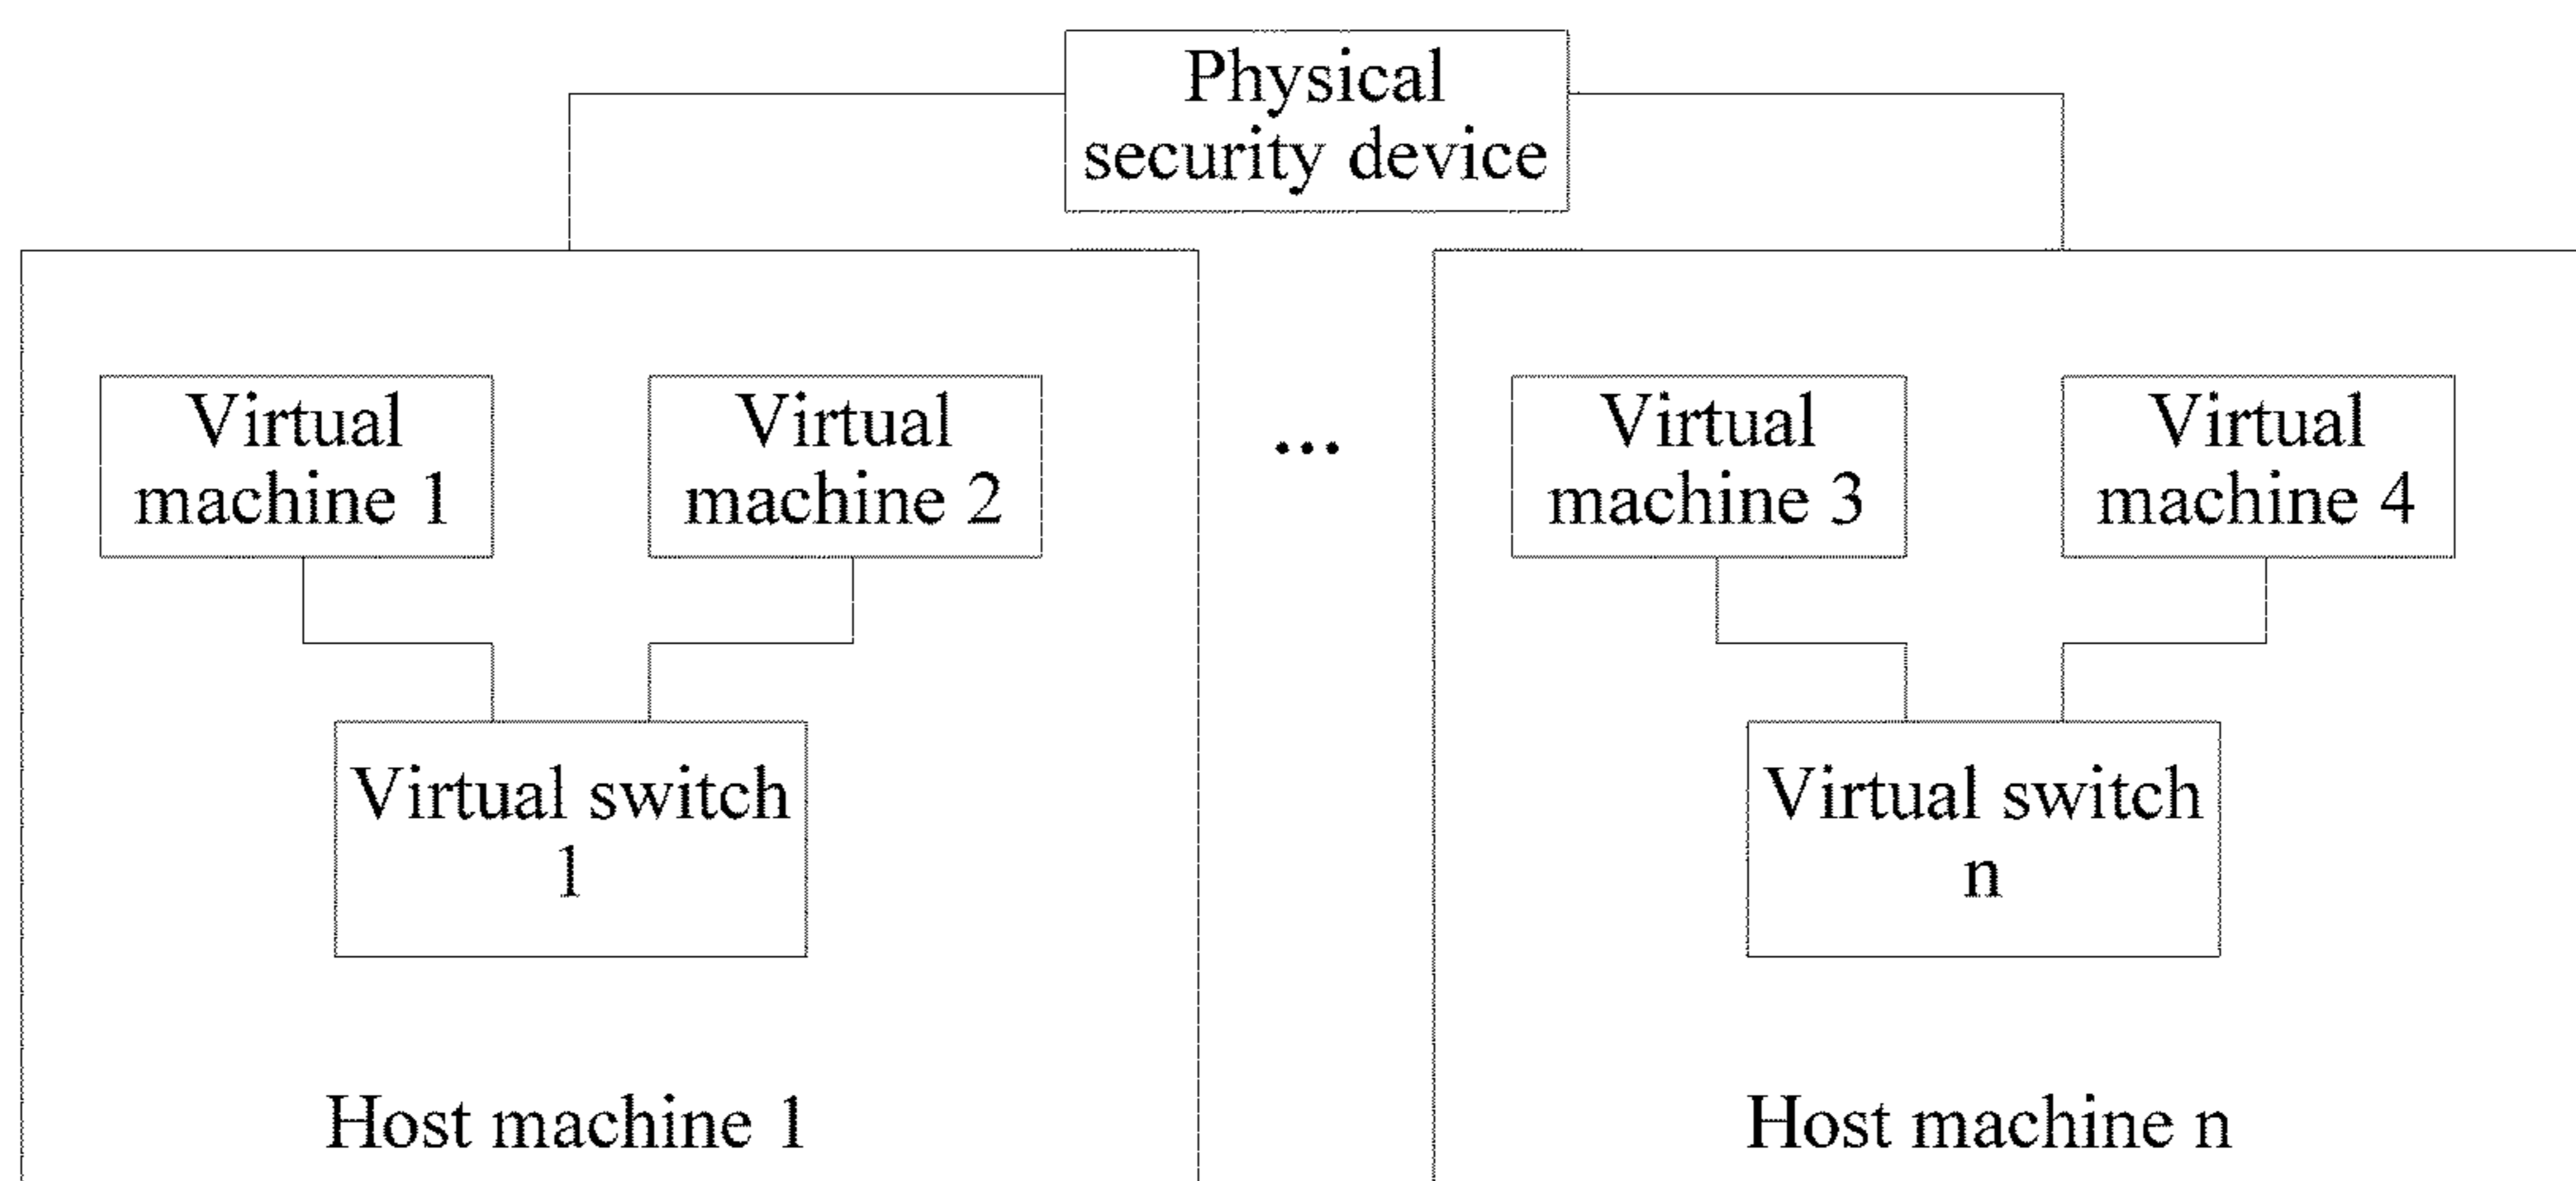 Physical
security device
Virtual
machine 1
Virtual
machine 2
...
Virtual
machine 3
Virtual
machine 4
Virtual switch
1
Virtual switch
n
Host machine 1
Host machine n